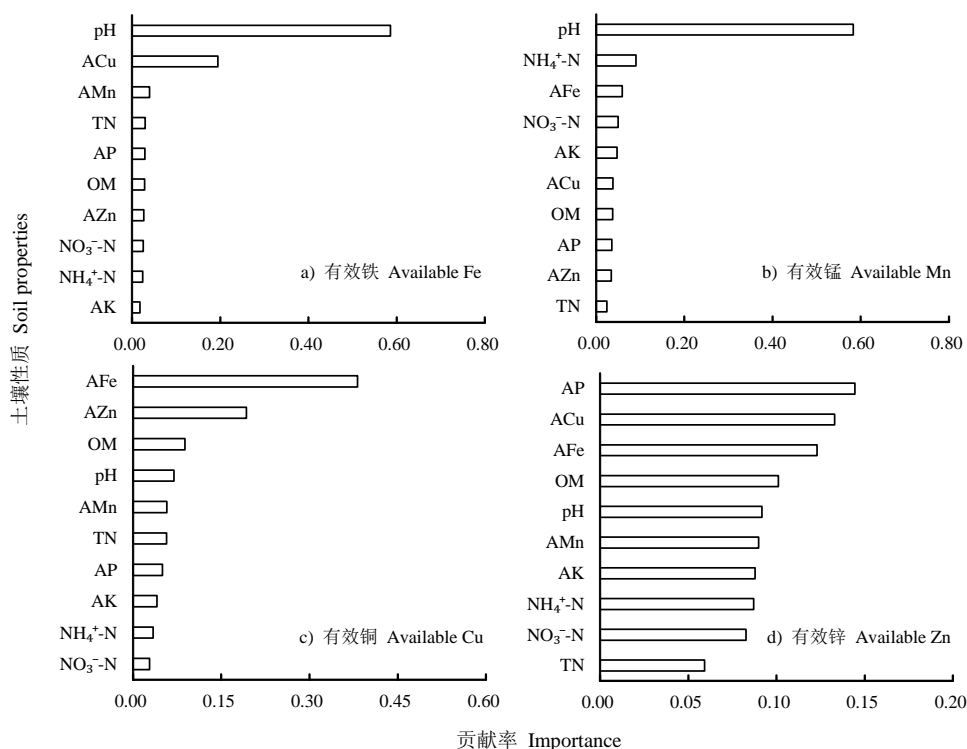 土壤性质 Soil properties
pH
ACu
AMn
TN
AP
OM
AZn
NO₃⁻-N
NH₄⁺-N
AK
a) 有效铁 Available Fe
0.00 0.20 0.40 0.60 0.80
pH
NH₄⁺-N
AFe
NO₃⁻-N
AK
ACu
OM
AP
AZn
TN
b) 有效锰 Available Mn
0.00 0.20 0.40 0.60 0.80
AFe
AZn
OM
pH
AMn
TN
AP
AK
NH₄⁺-N
NO₃⁻-N
c) 有效铜 Available Cu
0.00 0.15 0.30 0.45 0.60
AP
ACu
AFe
OM
pH
AMn
AK
NH₄⁺-N
NO₃⁻-N
TN
d) 有效锌 Available Zn
0.00 0.05 0.10 0.15 0.20
贡献率 Importance